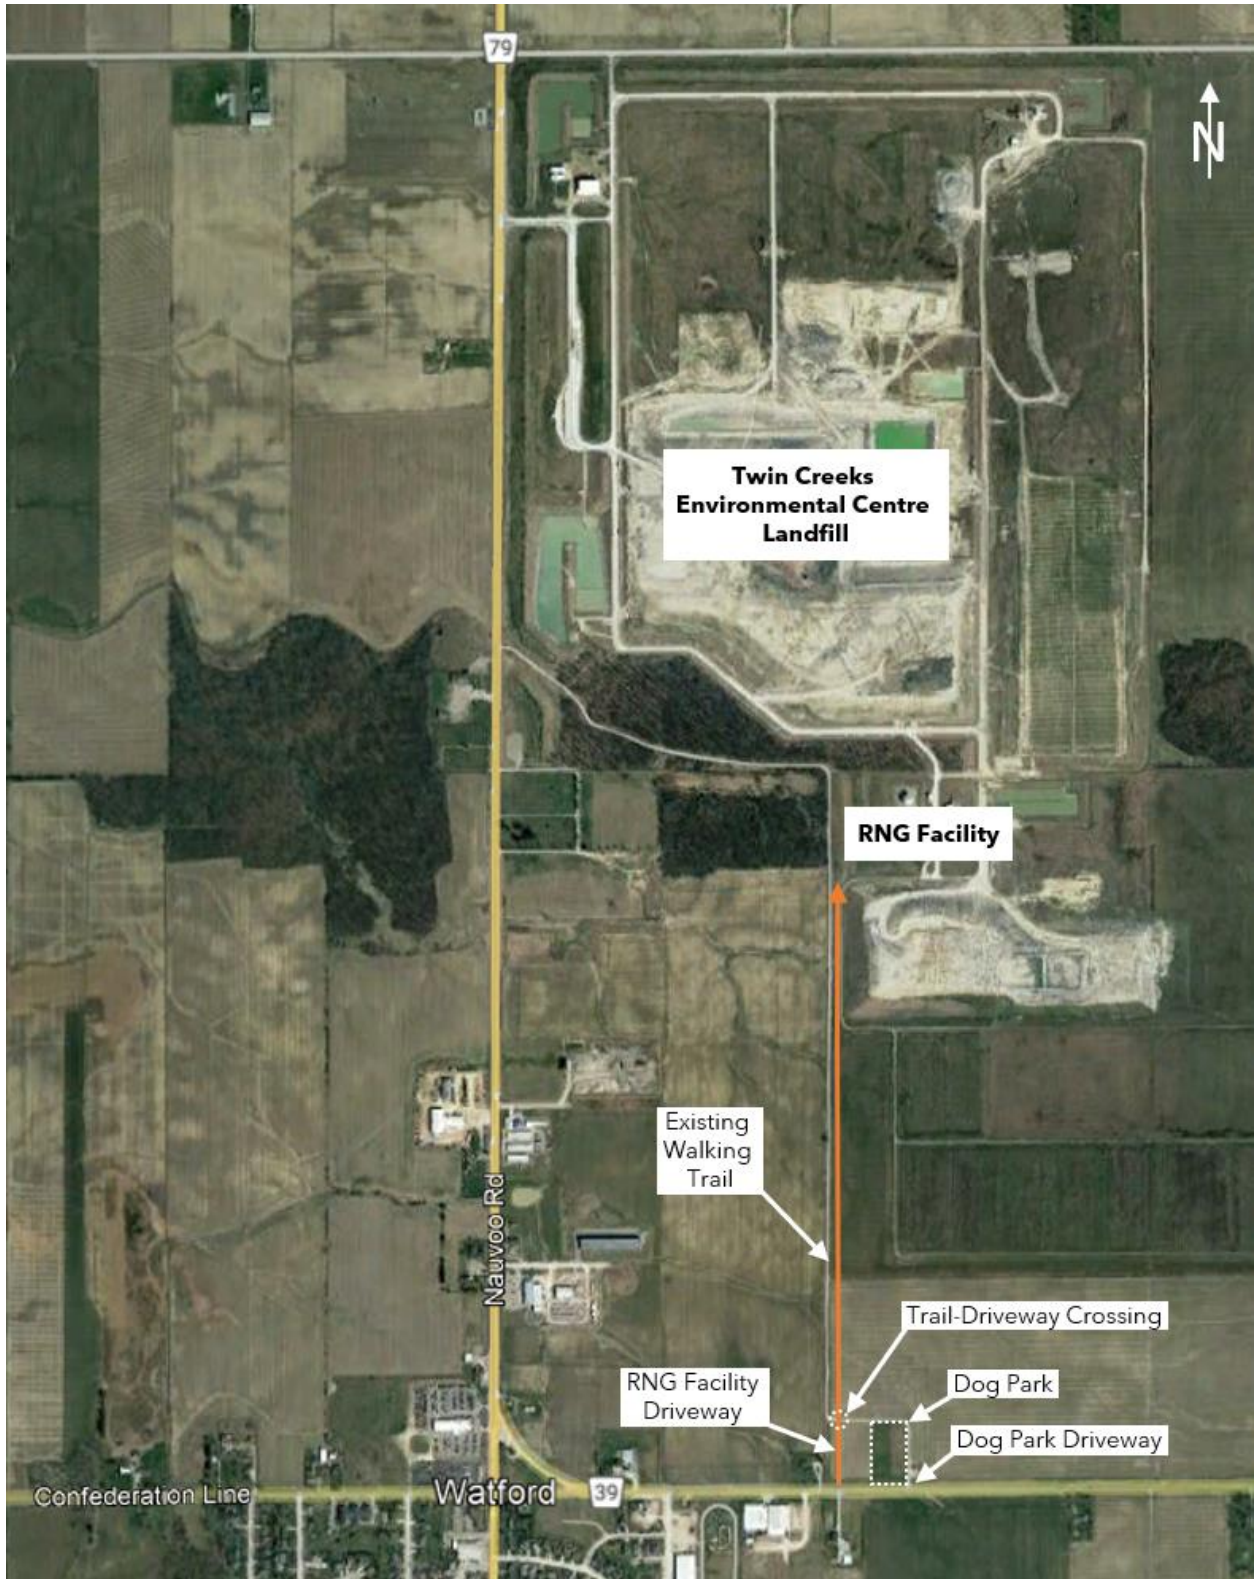 79
N
Twin Creeks
Environmental Centre
Landfill
RNG Facility
Existing
Walking
Trail
Nauvoo Rd
Trail-Driveway Crossing
RNG Facility
Driveway
Dog Park
Dog Park Driveway
Confederation Line
Watford
39